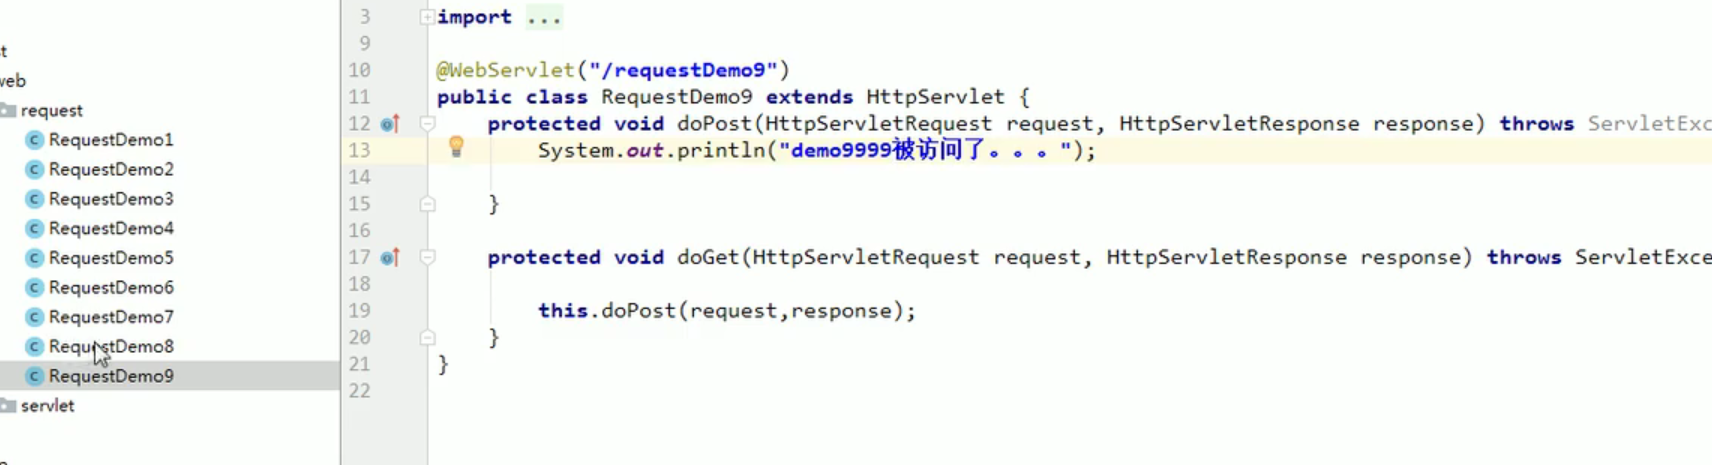 st
web
request
RequestDemo1
RequestDemo2
RequestDemo3
RequestDemo4
RequestDemo5
RequestDemo6
RequestDemo7
RequestDemo8
RequestDemo9
servlet
3 import ...
9
10 @WebServlet("/requestDemo9")
11 public class RequestDemo9 extends HttpServlet {
12 protected void doPost(HttpServletRequest request, HttpServletResponse response) throws ServletExc
13 System.out.println("demo9999被访问了。。。");
14
15 }
16
17 protected void doGet(HttpServletRequest request, HttpServletResponse response) throws ServletExce
18
19 this.doPost(request,response);
20 }
21 }
22